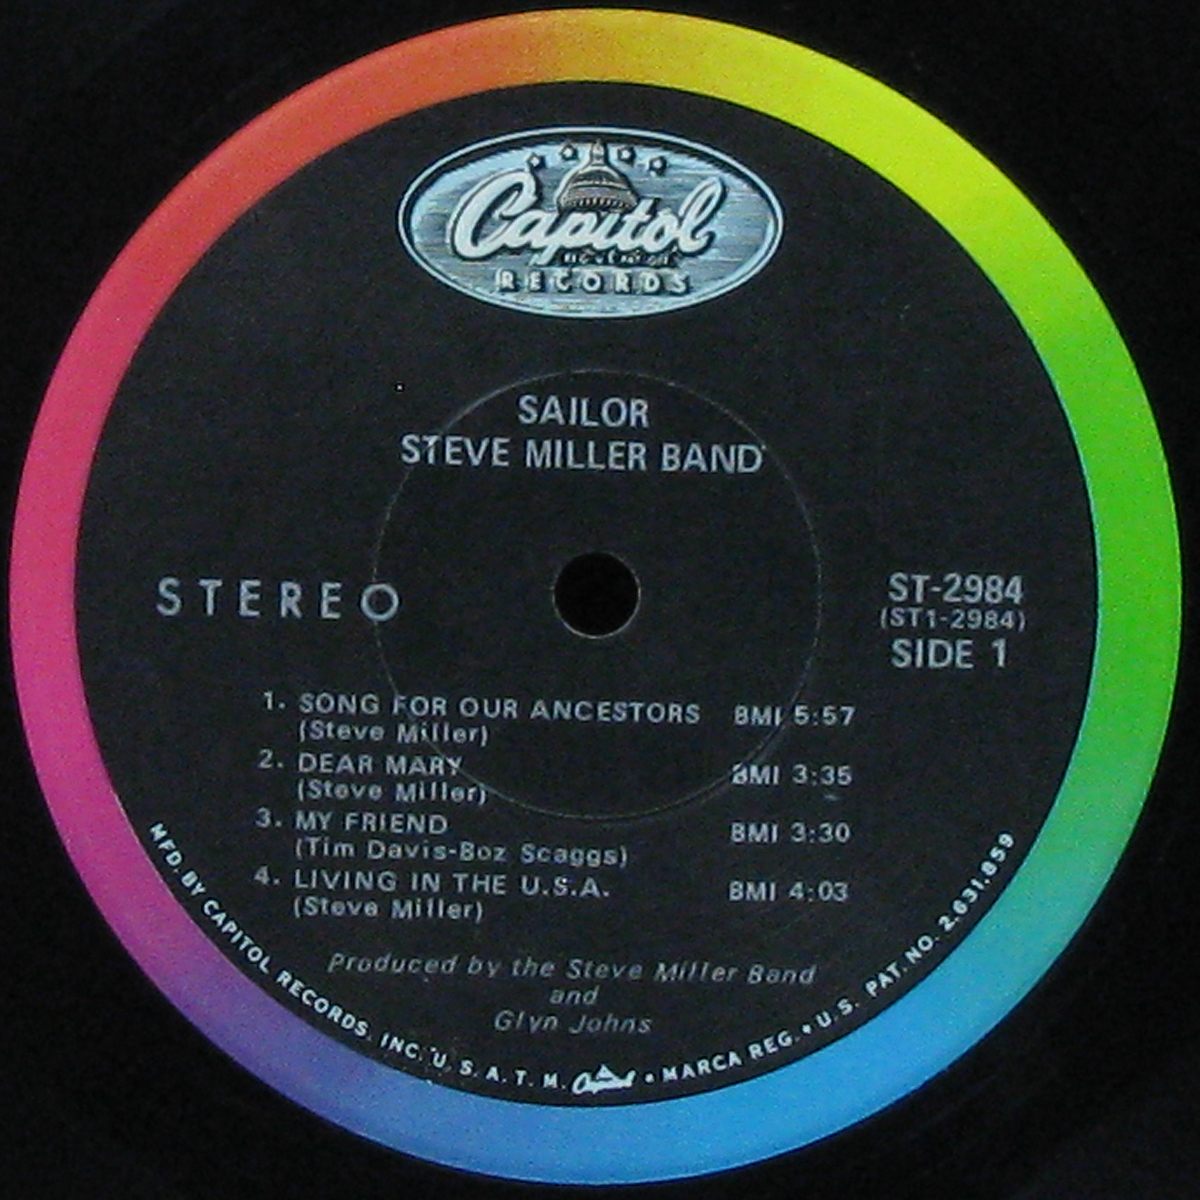 Capitol
RECORDS
SAILOR
STEVE MILLER BAND
STEREO
ST-2984
(ST1-2984)
SIDE 1
1. SONG FOR OUR ANCESTORS BMI 5:57
(Steve Miller)
2. DEAR MARY BMI 3:35
(Steve Miller)
3. MY FRIEND BMI 3:30
(Tim Davis-Boz Scaggs)
4. LIVING IN THE U.S.A. BMI 4:03
(Steve Miller)
Produced by the Steve Miller Band
and
Glyn Johns
MFD. BY CAPITOL RECORDS, INC. U.S.A. T.M. Capitol • MARCA REG. • U.S. PAT. NO. 2,631,859